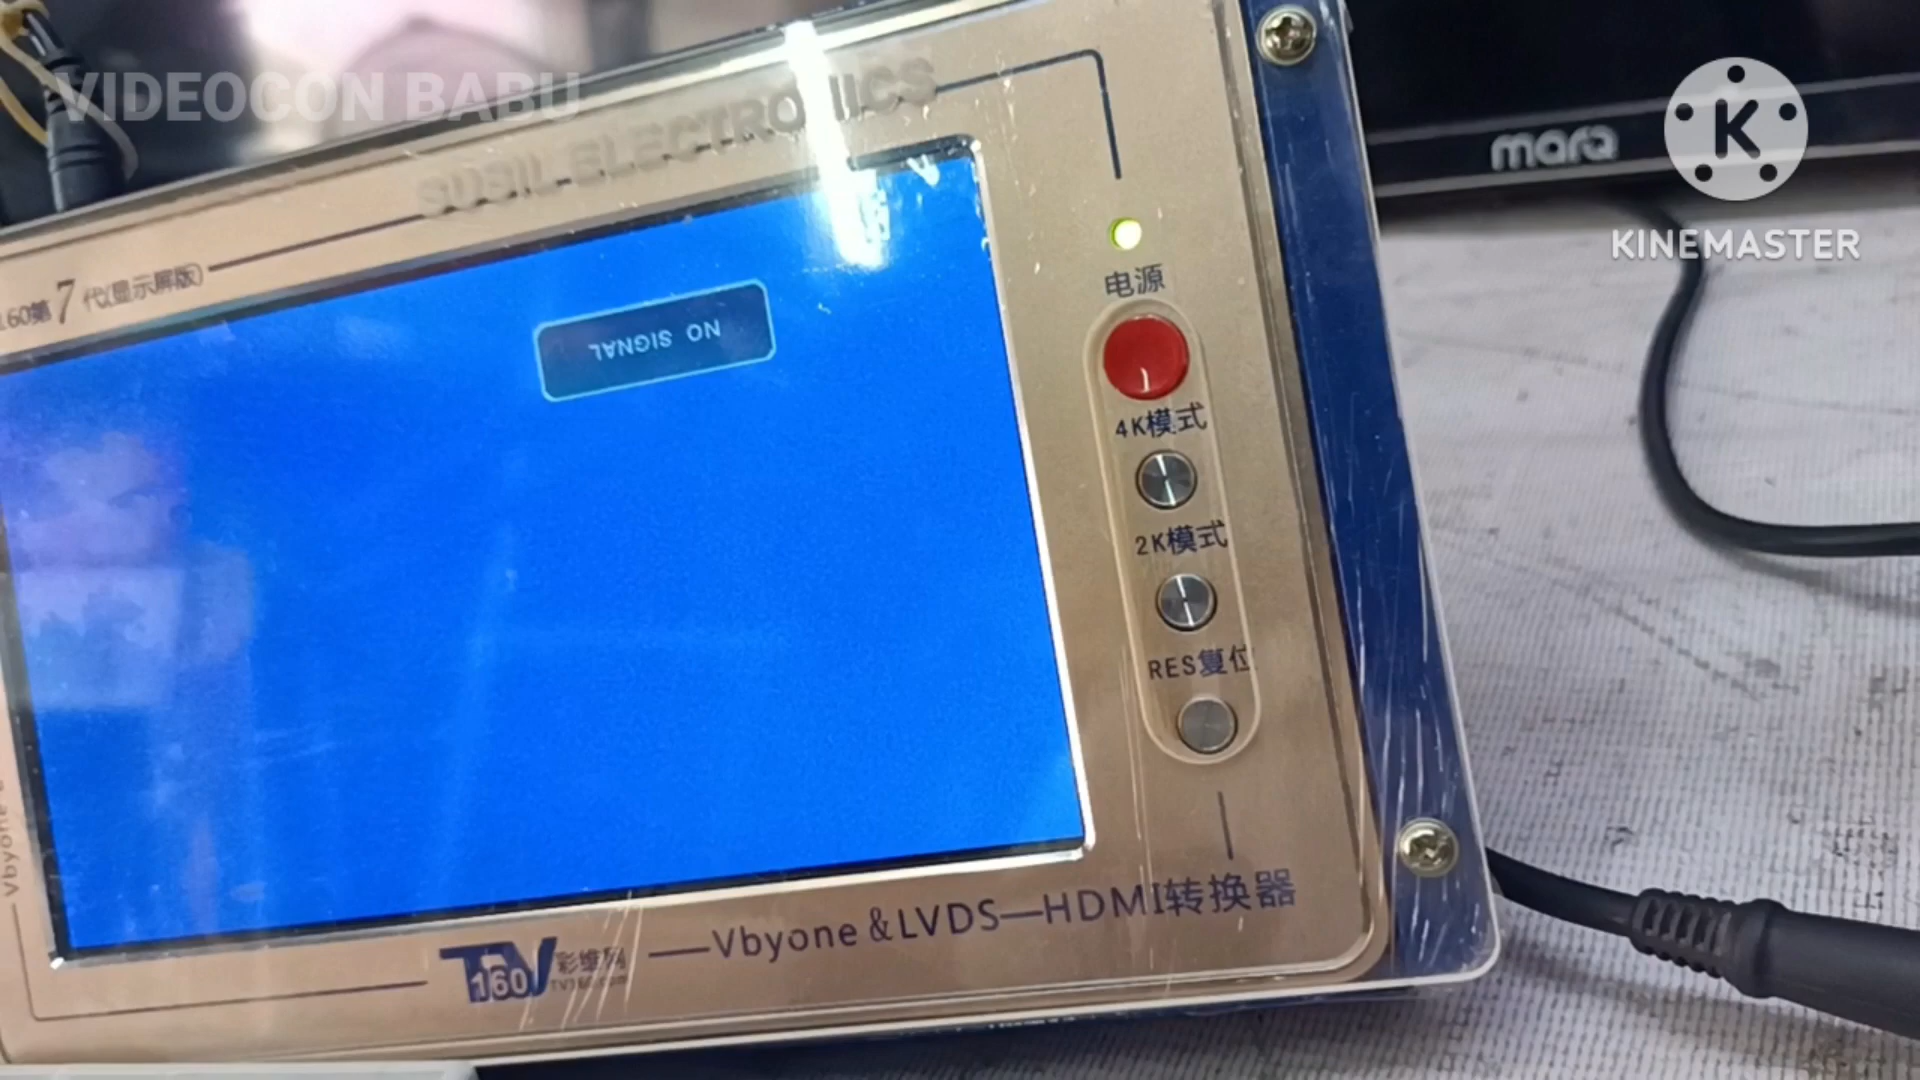 VIDEOCON BABU
SUSIL ELECTRONICS
marq
K
KINEMASTER
160第7代(显示屏版)
NO SIGNAL
电源
4K模式
2K模式
RES复位
Vbyone
TV160 彩维网
Vbyone&LVDS—HDMI转换器